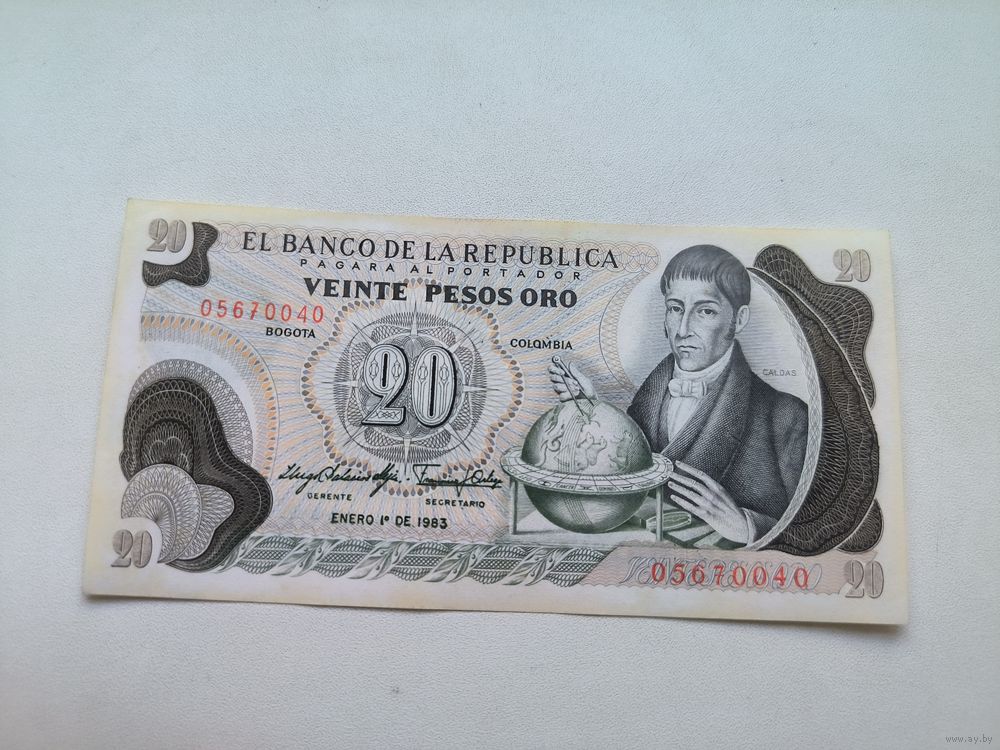 20
20
EL BANCO DE LA REPUBLICA
PAGARA AL PORTADOR
VEINTE PESOS ORO
05670040
BOGOTA
COLOMBIA
20
CALDAS
GERENTE
SECRETARIO
ENERO 1º DE 1983
20
05670040
20
www.ay.by